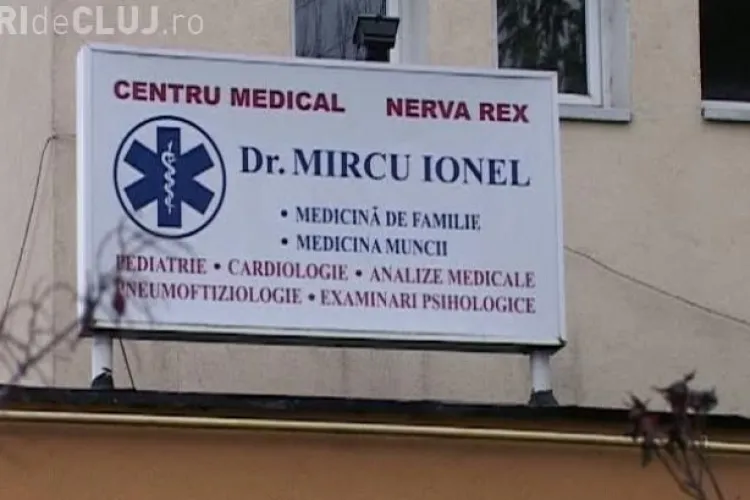 RIdeCLUJ.ro
CENTRU MEDICAL NERVA REX
Dr. MIRCU IONEL
• MEDICINĂ DE FAMILIE
• MEDICINA MUNCII
PEDIATRIE • CARDIOLOGIE • ANALIZE MEDICALE
PNEUMOFTIZIOLOGIE • EXAMINARI PSIHOLOGICE